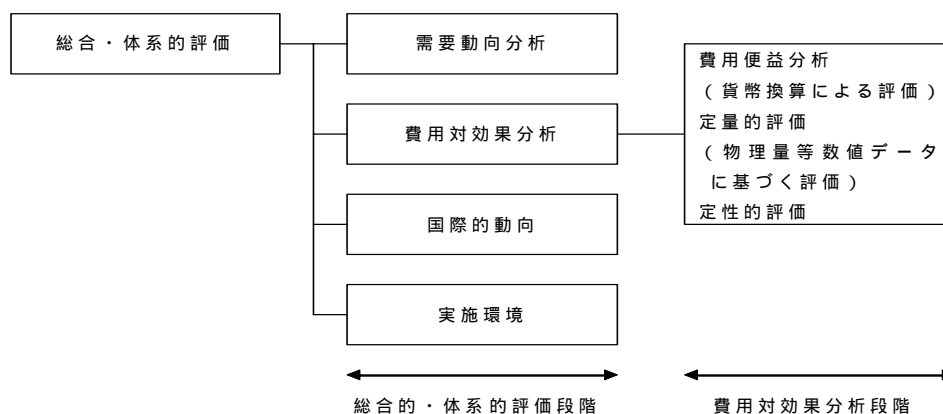 総合・体系的評価
需要動向分析
費用対効果分析
国際的動向
実施環境
費用便益分析
(貨幣換算による評価)
定量的評価
(物理量等数値データ
に基づく評価)
定性的評価
総合的・体系的評価段階
費用対効果分析段階